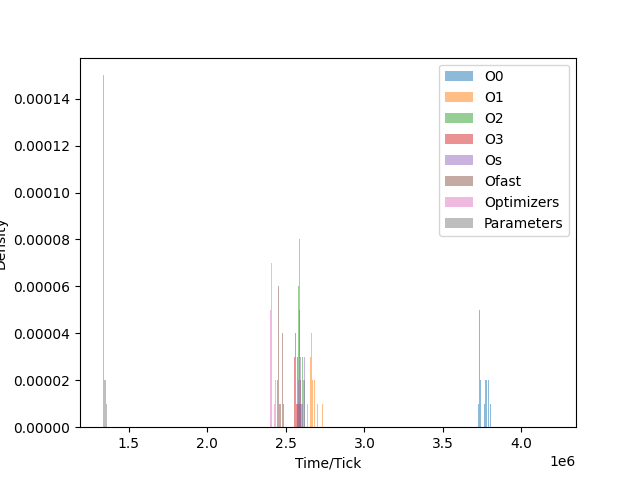 O0
O1
O2
O3
Os
Ofast
Optimizers
Parameters
0.00014
0.00012
0.00010
0.00008
0.00006
0.00004
0.00002
0.00000
Density
1.5 2.0 2.5 3.0 3.5 4.0
Time/Tick
1e6